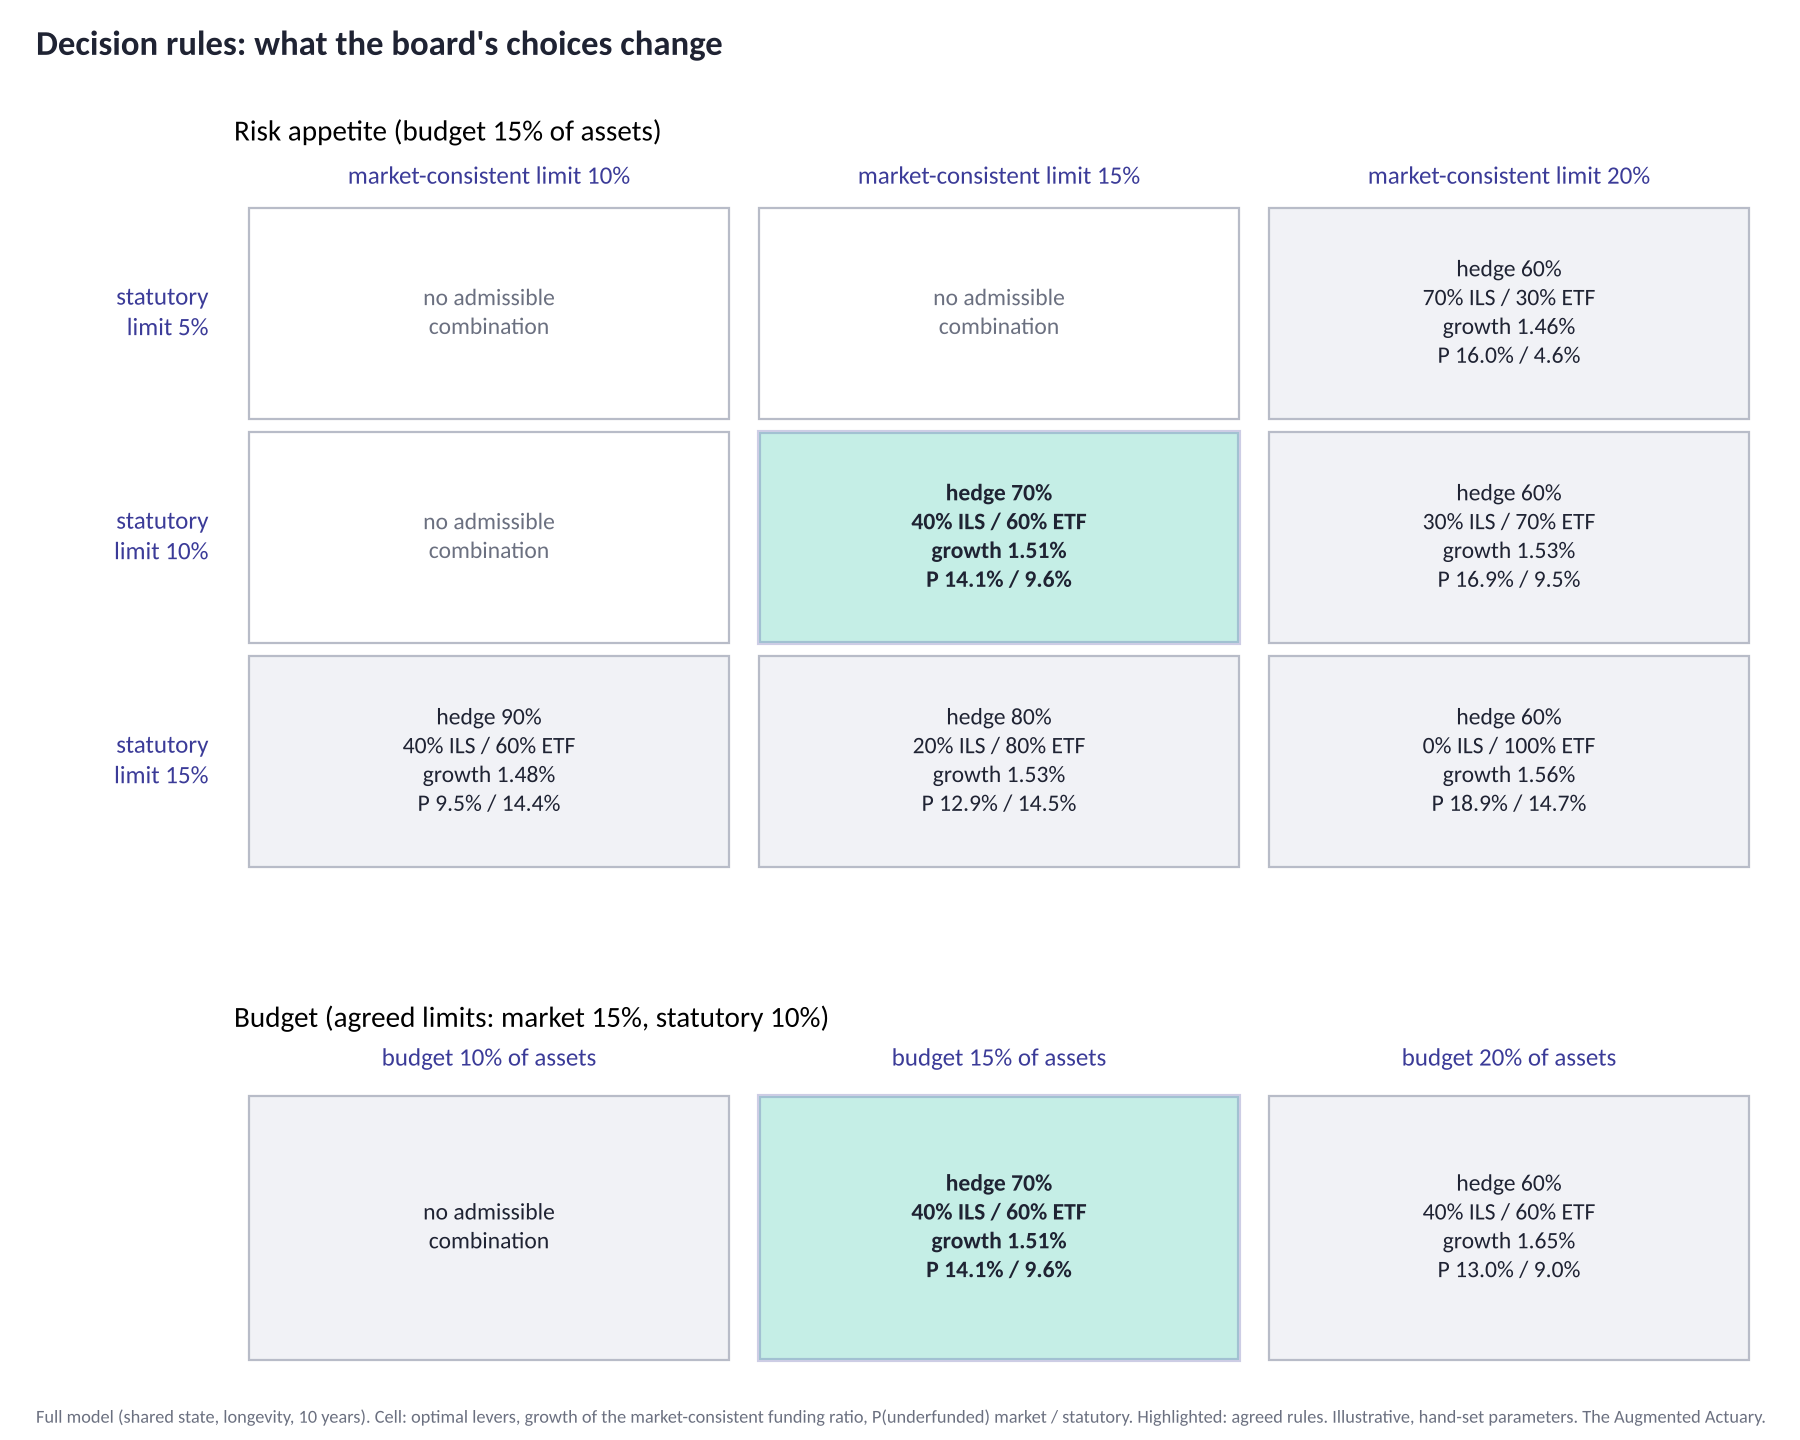 Decision rules: what the board's choices change
Risk appetite (budget 15% of assets)
market-consistent limit 10%
market-consistent limit 15%
market-consistent limit 20%
statutory
limit 5%
no admissible
combination
no admissible
combination
hedge 60%
70% ILS / 30% ETF
growth 1.46%
P 16.0% / 4.6%
statutory
limit 10%
no admissible
combination
hedge 70%
40% ILS / 60% ETF
growth 1.51%
P 14.1% / 9.6%
hedge 60%
30% ILS / 70% ETF
growth 1.53%
P 16.9% / 9.5%
statutory
limit 15%
hedge 90%
40% ILS / 60% ETF
growth 1.48%
P 9.5% / 14.4%
hedge 80%
20% ILS / 80% ETF
growth 1.53%
P 12.9% / 14.5%
hedge 60%
0% ILS / 100% ETF
growth 1.56%
P 18.9% / 14.7%
Budget (agreed limits: market 15%, statutory 10%)
budget 10% of assets
budget 15% of assets
budget 20% of assets
no admissible
combination
hedge 70%
40% ILS / 60% ETF
growth 1.51%
P 14.1% / 9.6%
hedge 60%
40% ILS / 60% ETF
growth 1.65%
P 13.0% / 9.0%
Full model (shared state, longevity, 10 years). Cell: optimal levers, growth of the market-consistent funding ratio, P(underfunded) market / statutory. Highlighted: agreed rules. Illustrative, hand-set parameters. The Augmented Actuary.